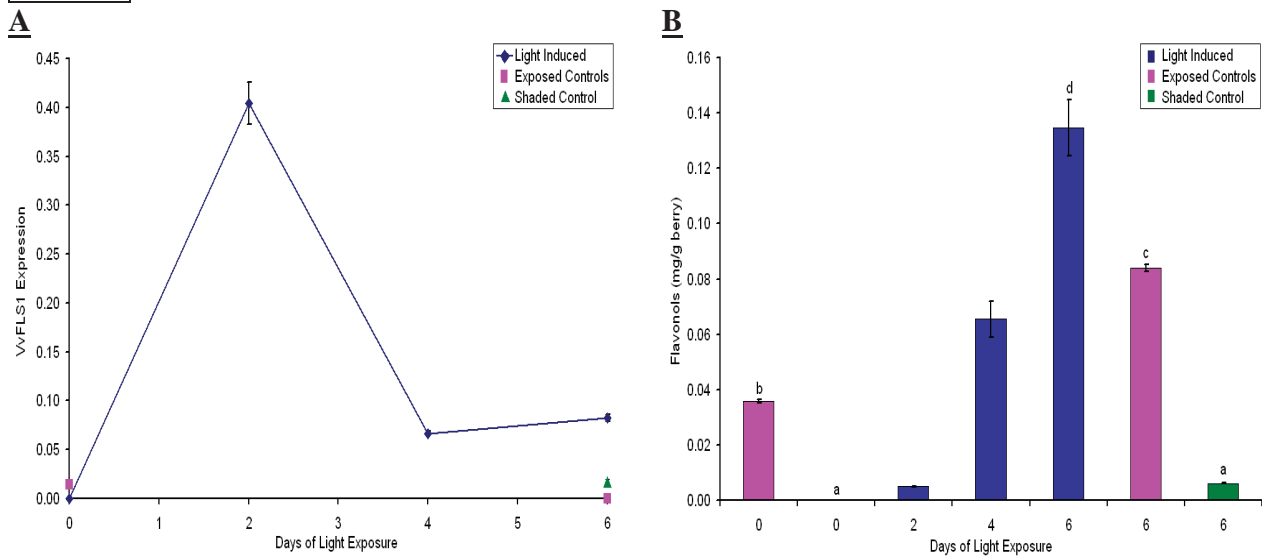 A
VvFLS1 Expression
0.45
0.40
0.35
0.30
0.25
0.20
0.15
0.10
0.05
0.00
0
1
2
3
4
5
6
Days of Light Exposure
Light Induced
Exposed Controls
Shaded Control
B
Flavonols (mg/g berry)
0.16
0.14
0.12
0.10
0.08
0.06
0.04
0.02
0.00
b
a
d
c
a
0
0
2
4
6
6
6
Days of Light Exposure
Light Induced
Exposed Controls
Shaded Control